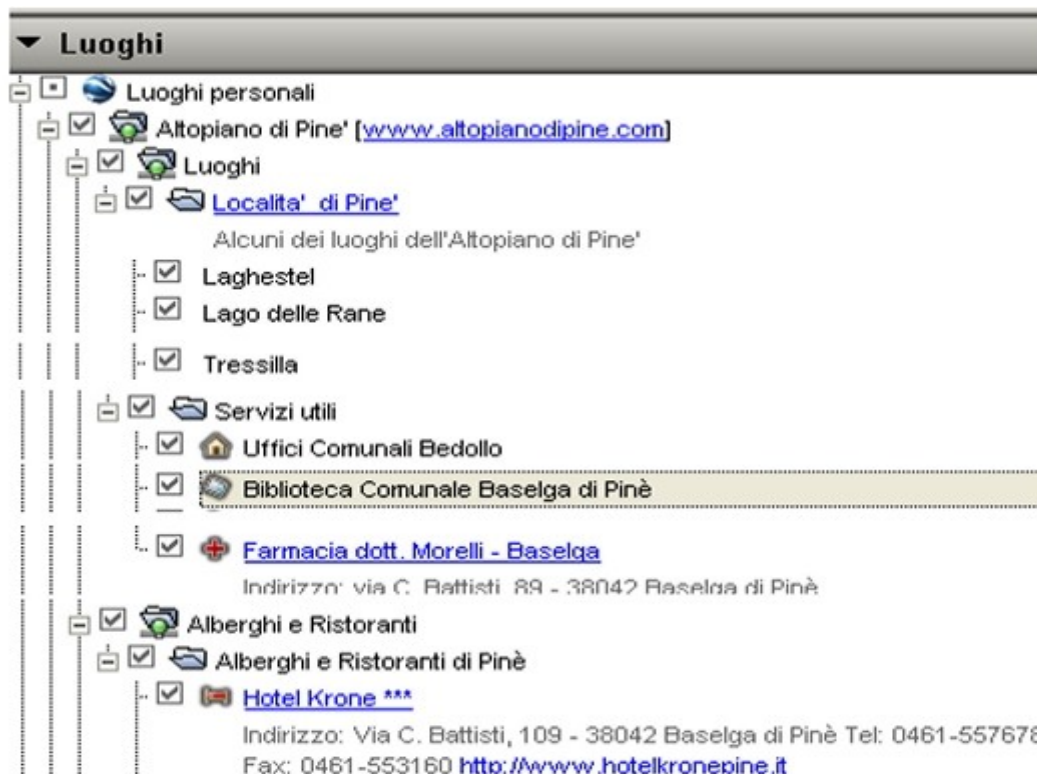 Luoghi
Luoghi personali
Altopiano di Pine' [www.altopianodipine.com]
Luoghi
Localita' di Pine'
Alcuni dei luoghi dell'Altopiano di Pine'
Laghestel
Lago delle Rane
Tressilla
Servizi utili
Uffici Comunali Bedollo
Biblioteca Comunale Baselga di Pinè
Farmacia dott. Morelli - Baselga
Indirizzo: via C. Battisti, 89 - 38042 Baselga di Pinè
Alberghi e Ristoranti
Alberghi e Ristoranti di Pinè
Hotel Krone ***
Indirizzo: Via C. Battisti, 109 - 38042 Baselga di Pinè Tel: 0461-557678
Fax: 0461-553160 http://www.hotelkronepine.it